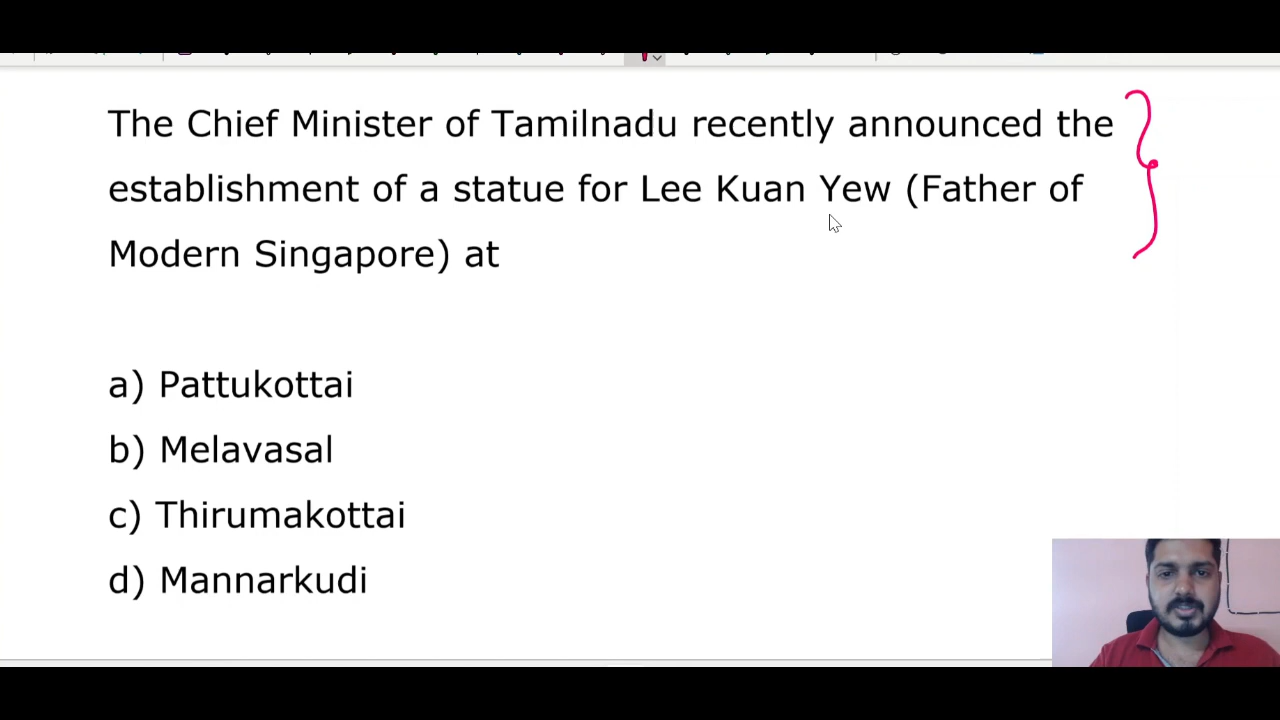 The Chief Minister of Tamilnadu recently announced the
establishment of a statue for Lee Kuan Yew (Father of
Modern Singapore) at
a) Pattukottai
b) Melavasal
c) Thirumakottai
d) Mannarkudi